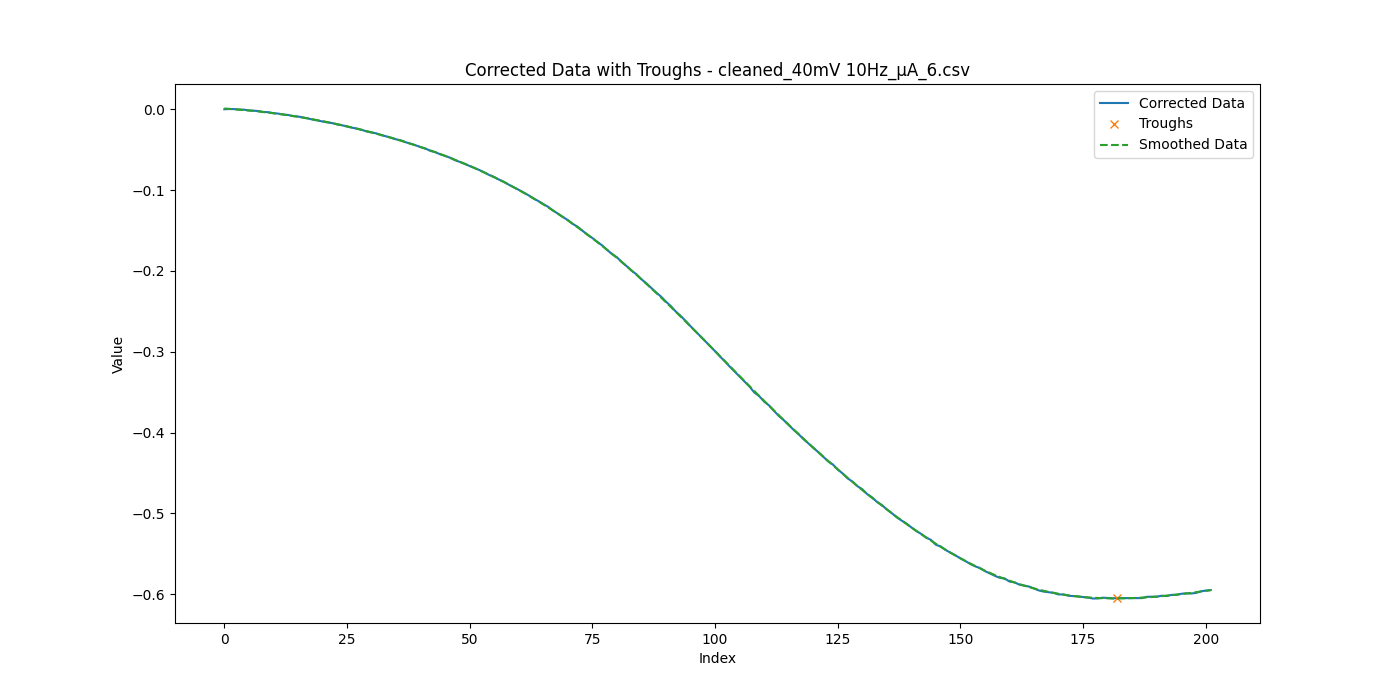 Corrected Data with Troughs - cleaned_40mV 10Hz_μA_6.csv
Corrected Data
Troughs
Smoothed Data
Value
0.0
−0.1
−0.2
−0.3
−0.4
−0.5
−0.6
0 25 50 75 100 125 150 175 200
Index